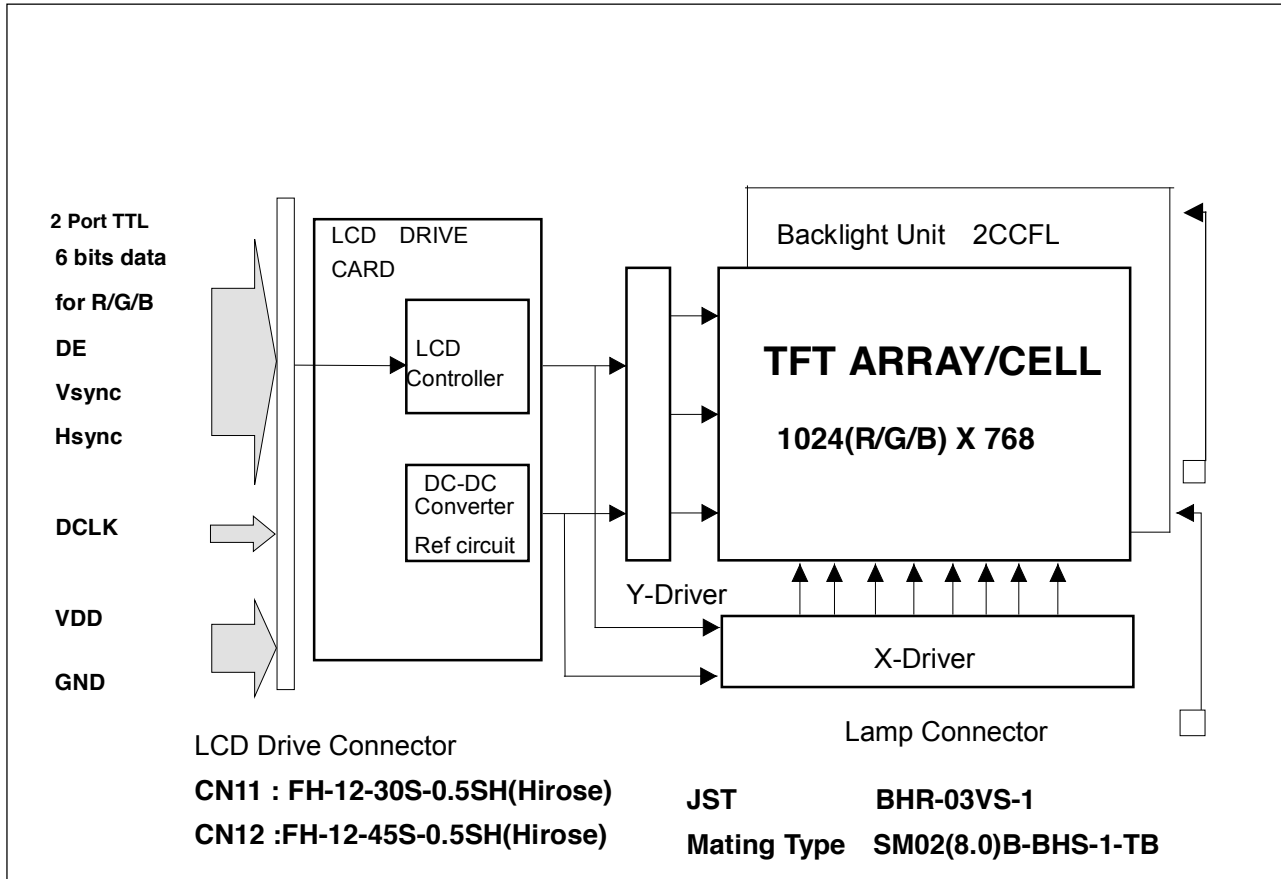 2 Port TTL
6 bits data
for R/G/B
DE
Vsync
Hsync
DCLK
VDD
GND
LCD DRIVE
CARD
LCD
Controller
DC-DC
Converter
Ref circuit
Y-Driver
Backlight Unit 2CCFL
TFT ARRAY/CELL
1024(R/G/B) X 768
X-Driver
LCD Drive Connector
CN11 : FH-12-30S-0.5SH(Hirose)
CN12 :FH-12-45S-0.5SH(Hirose)
Lamp Connector
JST BHR-03VS-1
Mating Type SM02(8.0)B-BHS-1-TB